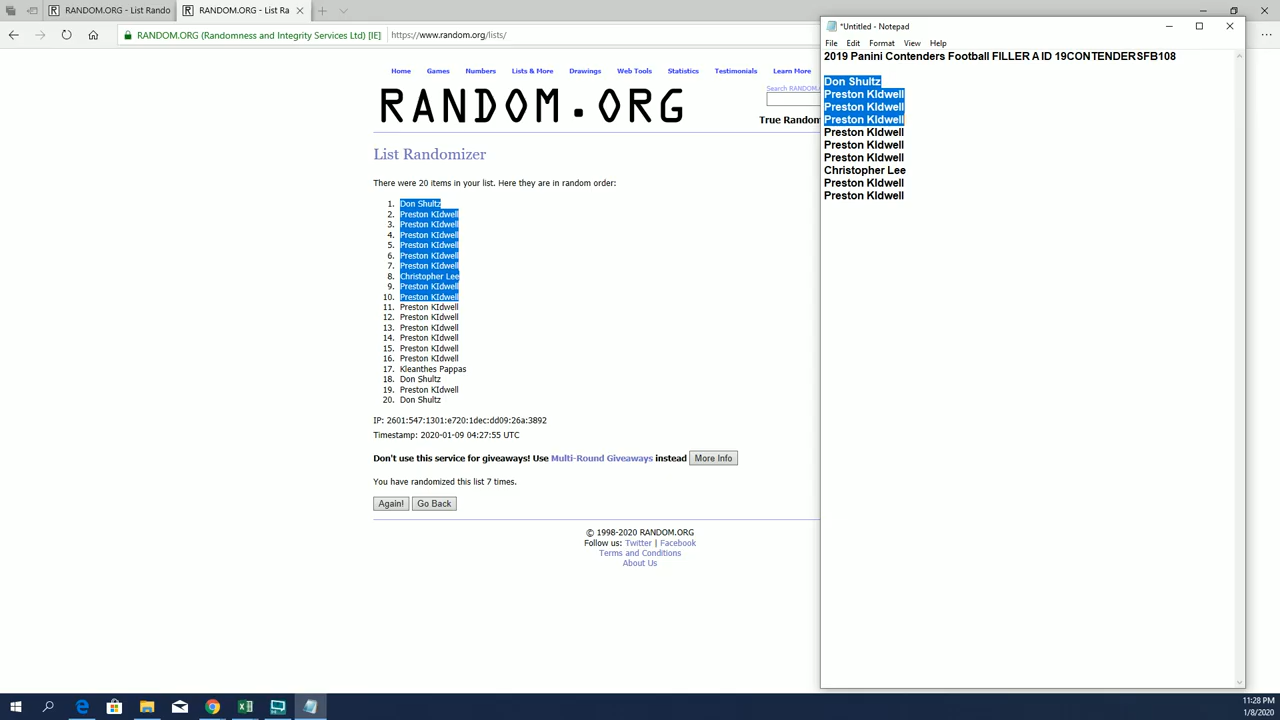 RANDOM.ORG - List Rando
RANDOM.ORG - List Ra
RANDOM.ORG (Randomness and Integrity Services Ltd) [IE]
https://www.random.org/lists/
Home Games Numbers Lists & More Drawings Web Tools Statistics Testimonials Learn More
Search RANDOM.
RANDOM.ORG
True Random
List Randomizer
There were 20 items in your list. Here they are in random order:
1. Don Shultz
2. Preston KIdwell
3. Preston KIdwell
4. Preston KIdwell
5. Preston KIdwell
6. Preston KIdwell
7. Preston KIdwell
8. Christopher Lee
9. Preston KIdwell
10. Preston KIdwell
11. Preston KIdwell
12. Preston KIdwell
13. Preston KIdwell
14. Preston KIdwell
15. Preston KIdwell
16. Preston KIdwell
17. Kleanthes Pappas
18. Don Shultz
19. Preston KIdwell
20. Don Shultz
IP: 2601:547:1301:e720:1dec:dd09:26a:3892
Timestamp: 2020-01-09 04:27:55 UTC
Don't use this service for giveaways! Use Multi-Round Giveaways instead More Info
You have randomized this list 7 times.
Again! Go Back
© 1998-2020 RANDOM.ORG
Follow us: Twitter | Facebook
Terms and Conditions
About Us
*Untitled - Notepad
File Edit Format View Help
2019 Panini Contenders Football FILLER A ID 19CONTENDERSFB108
Don Shultz
Preston KIdwell
Preston KIdwell
Preston KIdwell
Preston KIdwell
Preston KIdwell
Preston KIdwell
Christopher Lee
Preston KIdwell
Preston KIdwell
11:28 PM
1/8/2020